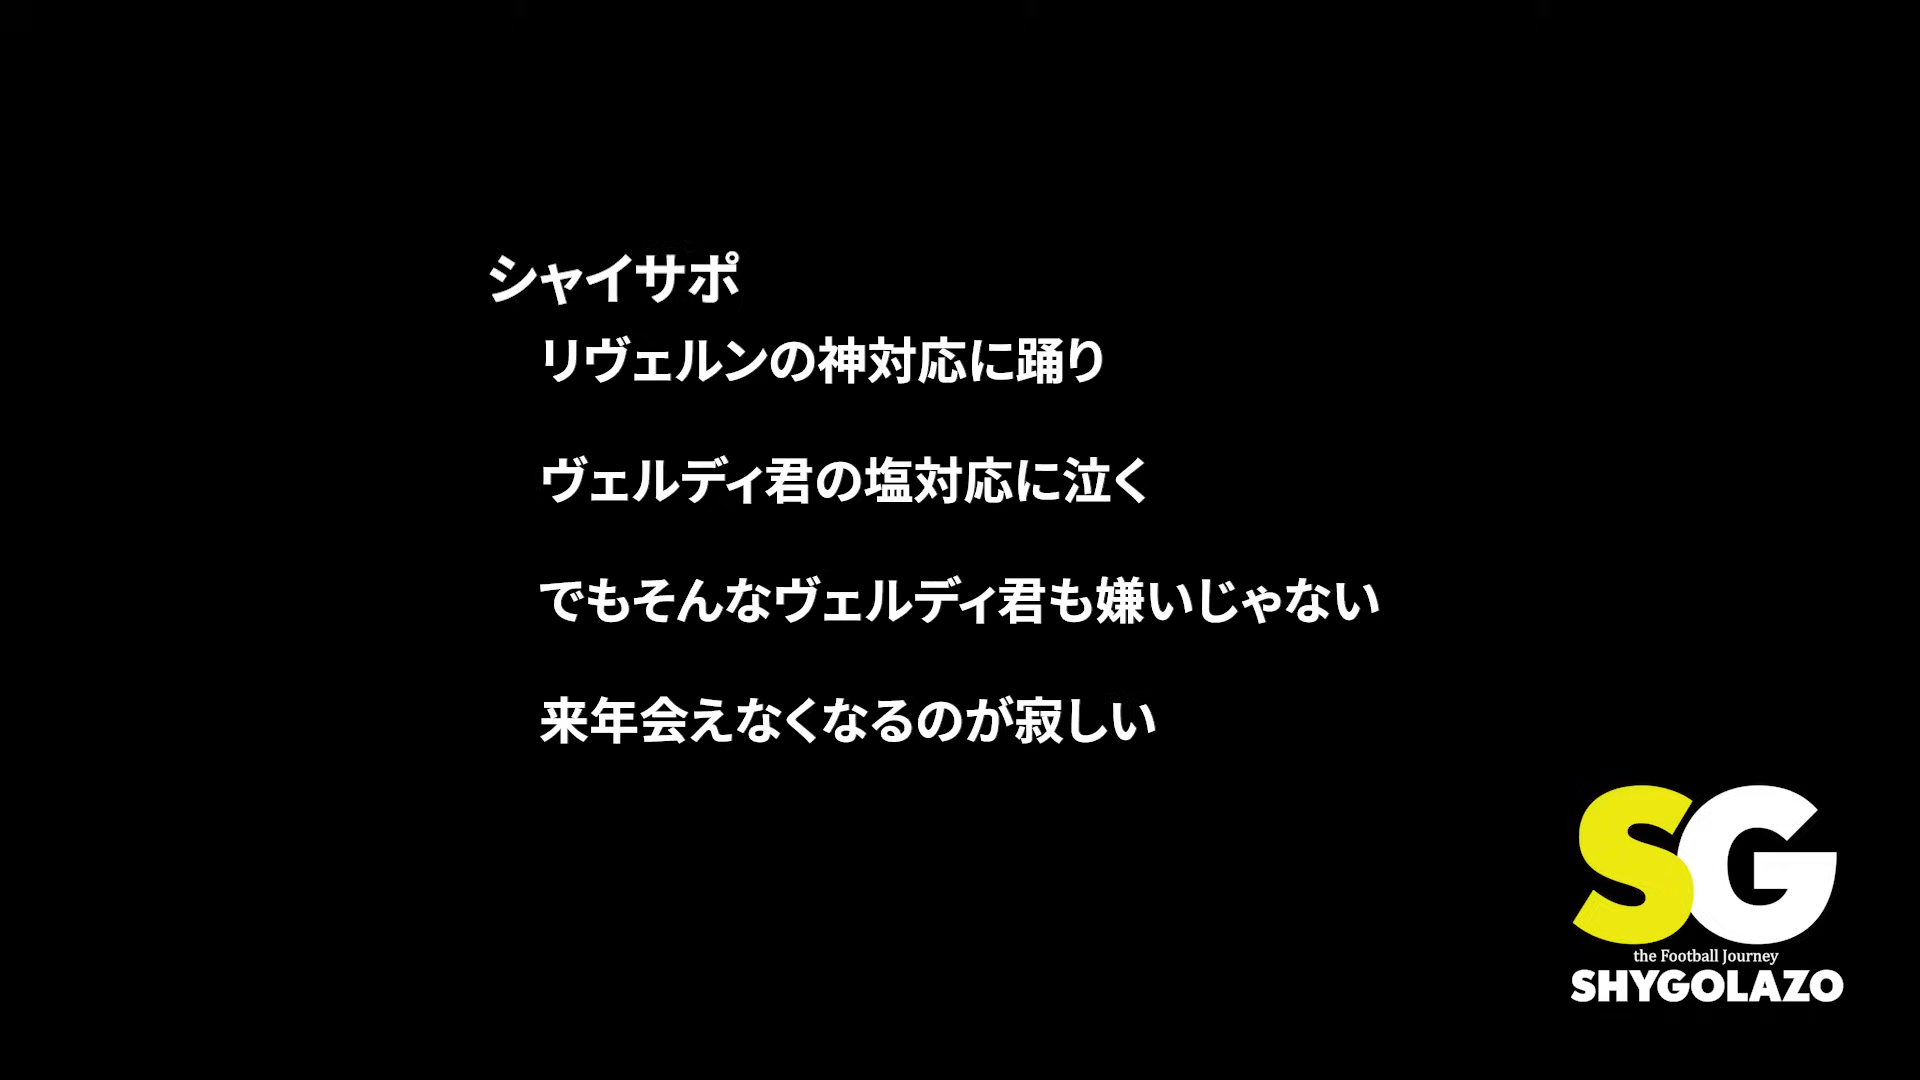 シャイサポ
リヴェルンの神対応に踊り
ヴェルディ君の塩対応に泣く
でもそんなヴェルディ君も嫌いじゃない
来年会えなくなるのが寂しい
SG
the Football Journey
SHYGOLAZO